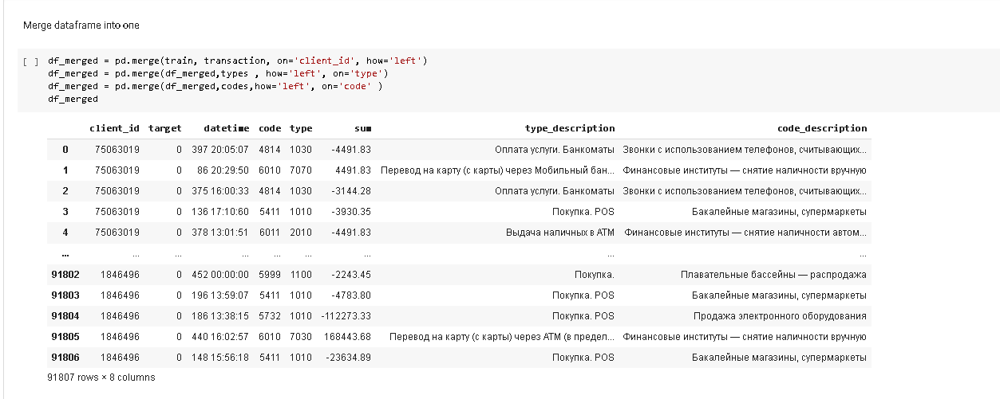 Merge dataframe into one
[ ] df_merged = pd.merge(train, transaction, on='client_id', how='left')
df_merged = pd.merge(df_merged,types , how='left', on='type')
df_merged = pd.merge(df_merged,codes,how='left', on='code' )
df_merged
client_id target datetime code type sum type_description code_description
0 75063019 0 397 20:05:07 4814 1030 -4491.83 Оплата услуги. Банкоматы Звонки с использованием телефонов, считывающих...
1 75063019 0 86 20:29:50 6010 7070 4491.83 Перевод на карту (с карты) через Мобильный бан... Финансовые институты — снятие наличности вручную
2 75063019 0 375 16:00:33 4814 1030 -3144.28 Оплата услуги. Банкоматы Звонки с использованием телефонов, считывающих...
3 75063019 0 136 17:10:60 5411 1010 -3930.35 Покупка. POS Бакалейные магазины, супермаркеты
4 75063019 0 378 13:01:51 6011 2010 -4491.83 Выдача наличных в АТМ Финансовые институты — снятие наличности автом...
... ... ... ... ... ... ... ... ...
91802 1846496 0 452 00:00:00 5999 1100 -2243.45 Покупка. Плавательные бассейны — распродажа
91803 1846496 0 196 13:59:07 5411 1010 -4783.80 Покупка. POS Бакалейные магазины, супермаркеты
91804 1846496 0 186 13:38:15 5732 1010 -112273.33 Покупка. POS Продажа электронного оборудования
91805 1846496 0 440 16:02:57 6010 7030 168443.68 Перевод на карту (с карты) через АТМ (в предел... Финансовые институты — снятие наличности вручную
91806 1846496 0 148 15:56:18 5411 1010 -23634.89 Покупка. POS Бакалейные магазины, супермаркеты
91807 rows × 8 columns